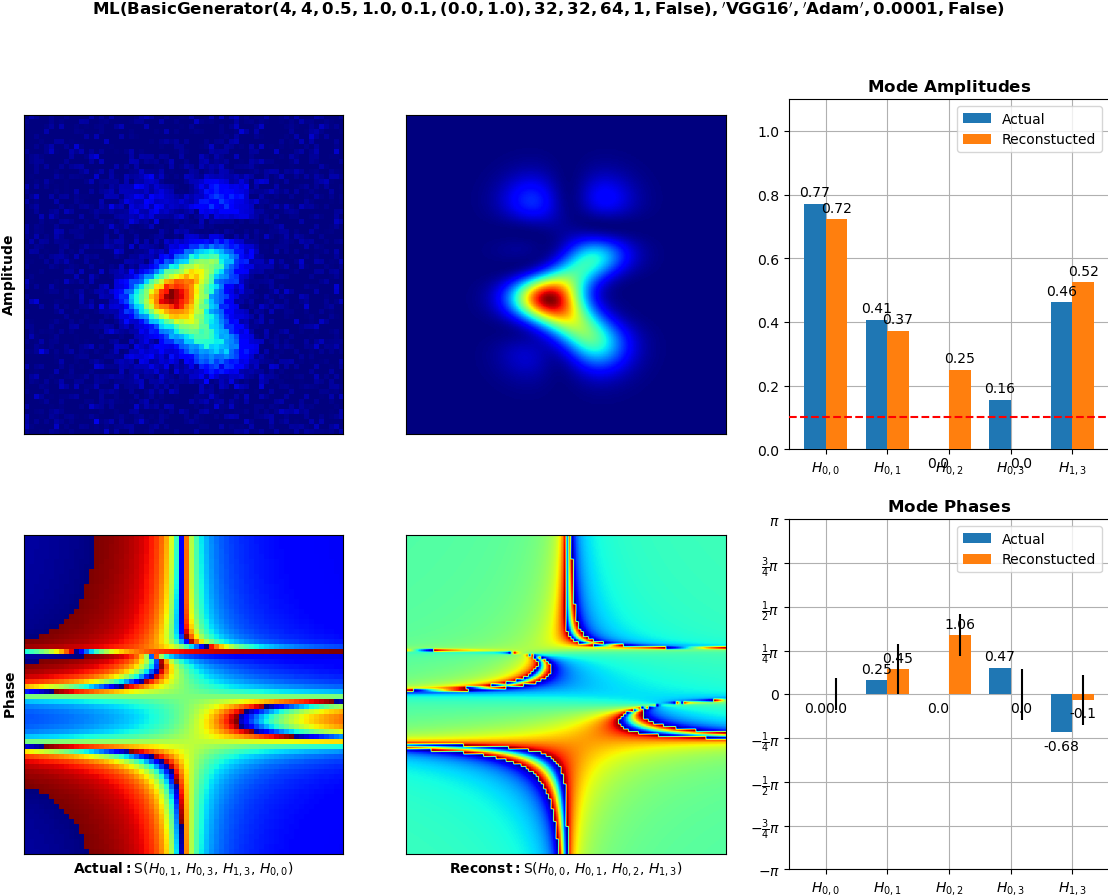 ML(BasicGenerator(4, 4, 0.5, 1.0, 0.1, (0.0, 1.0), 32, 32, 64, 1, False), ′VGG16′, ′Adam′, 0.0001, False)
Amplitude
Mode Amplitudes
Actual
Reconstucted
1.0
0.8
0.6
0.4
0.2
0.0
0.77
0.72
0.41
0.37
0.0
0.25
0.16
0.0
0.46
0.52
H0,0 H0,1 H0,2 H0,3 H1,3
Phase
Actual: S(H0,1, H0,3, H1,3, H0,0)
Reconst: S(H0,0, H0,1, H0,2, H1,3)
Mode Phases
Actual
Reconstucted
π
3/4π
1/2π
1/4π
0
−1/4π
−1/2π
−3/4π
−π
0.0
0.0
0.25
0.45
0.0
1.06
0.47
0.0
-0.68
-0.1
H0,0 H0,1 H0,2 H0,3 H1,3